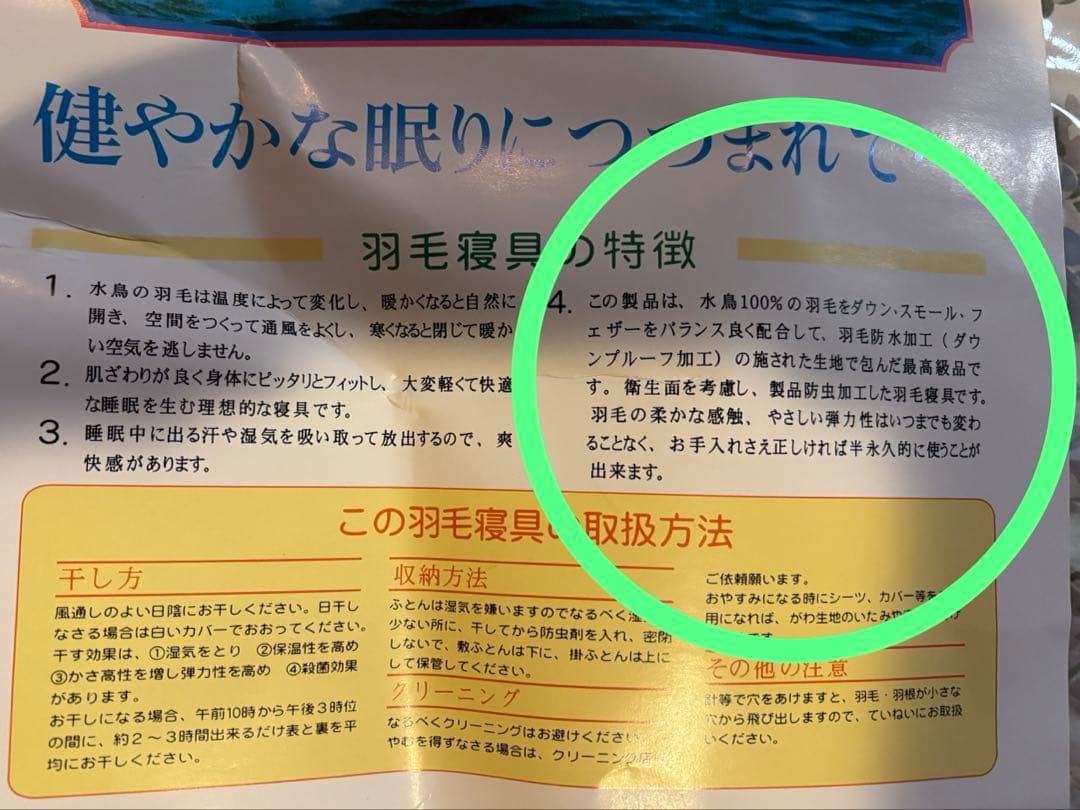 健やかな眠りにつつまれて
羽毛寝具の特徴
1. 水鳥の羽毛は温度によって変化し、暖かくなると自然に
開き、空間をつくって通風をよくし、寒くなると閉じて暖か
い空気を逃しません。
2. 肌ざわりが良く身体にピッタリとフィットし、大変軽くて快適
な睡眠を生む理想的な寝具です。
3. 睡眠中に出る汗や湿気を吸い取って放出するので、爽
快感があります。
4. この製品は、水鳥100%の羽毛をダウン、スモール、フ
ェザーをバランス良く配合して、羽毛防水加工(ダウ
ンプルーフ加工)の施された生地で包んだ最高級品で
す。衛生面を考慮し、製品防虫加工した羽毛寝具です。
羽毛の柔かな感触、やさしい弾力性はいつまでも変わ
ることなく、お手入れさえ正しければ半永久的に使うことが
出来ます。
この羽毛寝具の取扱方法
干し方
風通しのよい日陰にお干しください。日干し
なさる場合は白いカバーでおおってください。
干す効果は、①湿気をとり ②保温性を高め
③かさ高性を増し弾力性を高め ④殺菌効果
があります。
お干しになる場合、午前10時から午後3時位
の間に、約2〜3時間出来るだけ表と裏を平
均にお干しください。
収納方法
ふとんは湿気を嫌いますのでなるべく湿
少ない所に、干してから防虫剤を入れ、密閉
しないで、敷ふとんは下に、掛ふとんは上に
して保管してください。
クリーニング
なるべくクリーニングはお避けください
やむを得ずなさる場合は、クリーニング店
ご依頼願います。
おやすみになる時にシーツ、カバー等を
用になれば、がわ生地のいたみや
です。
その他の注意
針等で穴をあけますと、羽毛・羽根が小さな
穴から飛び出しますので、ていねいにお取扱
いください。